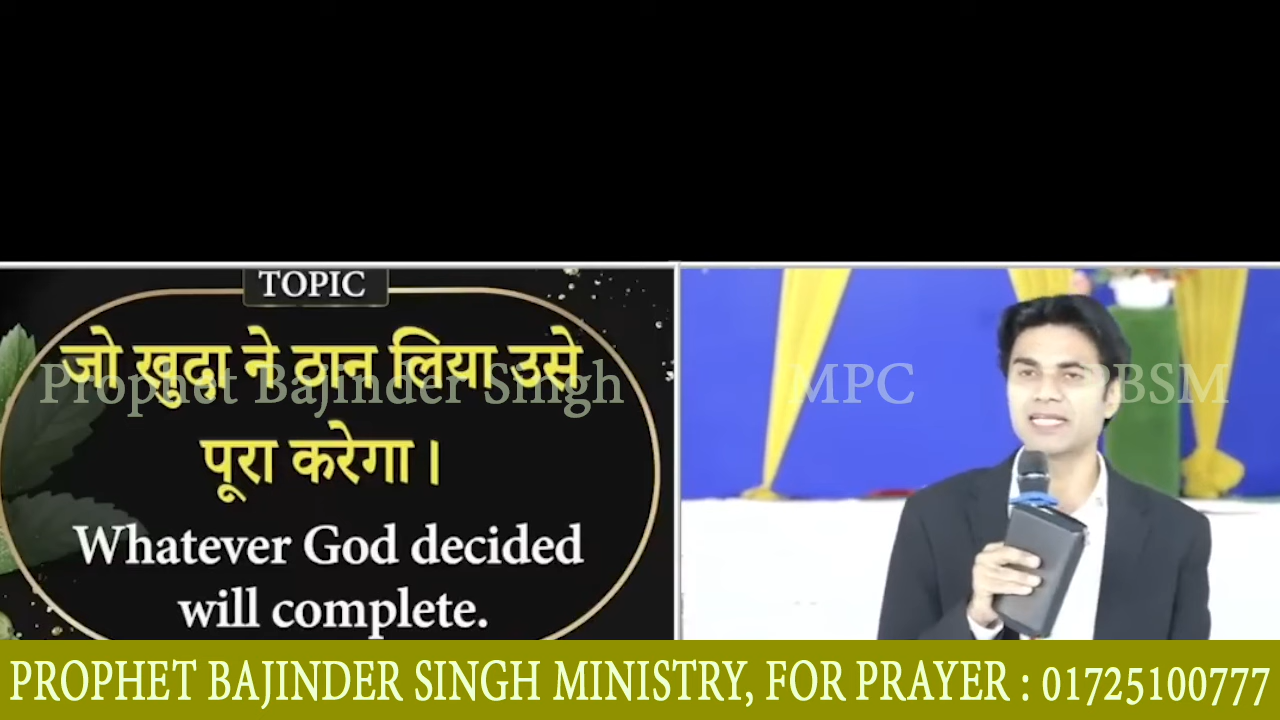 TOPIC
जो खुदा ने ठान लिया उसे
पूरा करेगा।
Whatever God decided
will complete.
Prophet Bajinder Singh MPC PBSM
PROPHET BAJINDER SINGH MINISTRY, FOR PRAYER : 01725100777